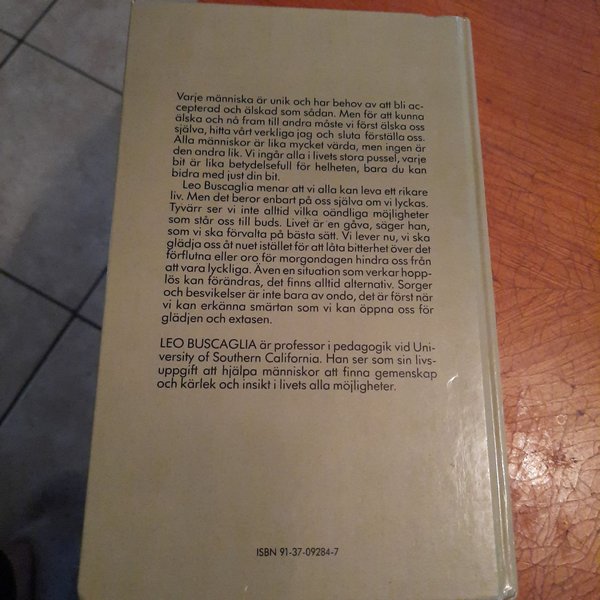 Varje människa är unik och har behov av att bli ac-
cepterad och älskad som sådan. Men för att kunna
älska och nå fram till andra måste vi först älska oss
själva, hitta vårt verkliga jag och sluta förställa oss.
Alla människor är lika mycket värda, men ingen är
den andra lik. Vi ingår alla i livets stora pussel, varje
bit är lika betydelsefull för helheten, bara du kan
bidra med just din bit.
Leo Buscaglia menar att vi alla kan leva ett rikare
liv. Men det beror enbart på oss själva om vi lyckas.
Tyvärr ser vi inte alltid vilka oändliga möjligheter
som står oss till buds. Livet är en gåva, säger han,
som vi ska förvalta på bästa sätt. Vi lever nu, vi ska
glädja oss åt nuet istället för att låta bitterhet över det
förflutna eller oro för morgondagen hindra oss från
att vara lyckliga. Även en situation som verkar hopp-
lös kan förändras, det finns alltid alternativ. Sorger
och besvikelser är inte bara av ondo, det är först när
vi kan erkänna smärtan som vi kan öppna oss för
glädjen och extasen.
LEO BUSCAGLIA är professor i pedagogik vid Uni-
versity of Southern California. Han ser som sin livs-
uppgift att hjälpa människor att finna gemenskap
och kärlek och insikt i livets alla möjligheter.
ISBN 91-37-09284-7